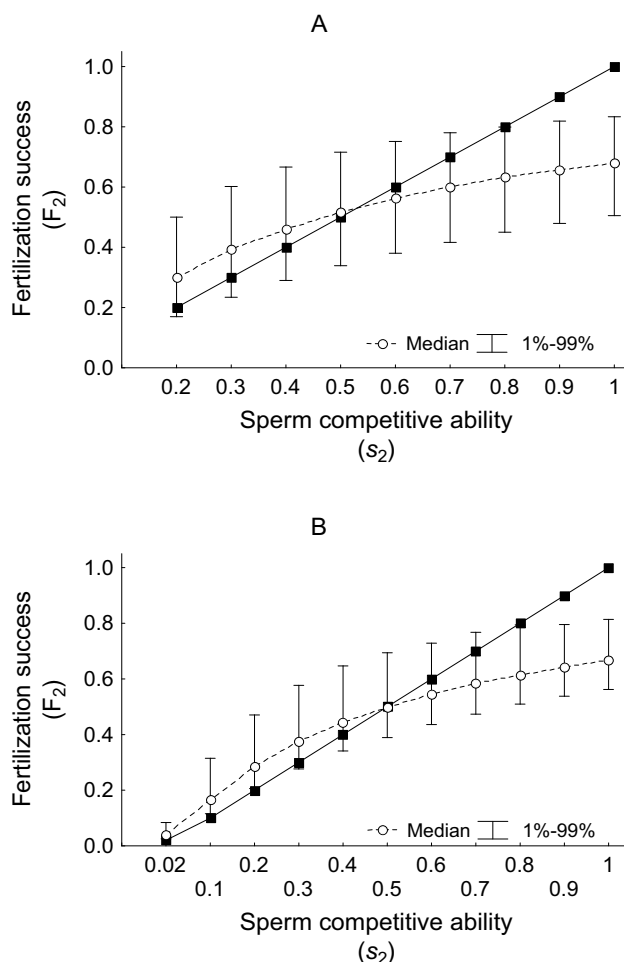 A
Fertilization success
(F₂)
1.0
0.8
0.6
0.4
0.2
0.0
Median 1%-99%
0.2 0.3 0.4 0.5 0.6 0.7 0.8 0.9 1
Sperm competitive ability
(s₂)
B
Fertilization success
(F₂)
1.0
0.8
0.6
0.4
0.2
0.0
Median 1%-99%
0.02 0.2 0.4 0.6 0.8 1
0.1 0.3 0.5 0.7 0.9
Sperm competitive ability
(s₂)